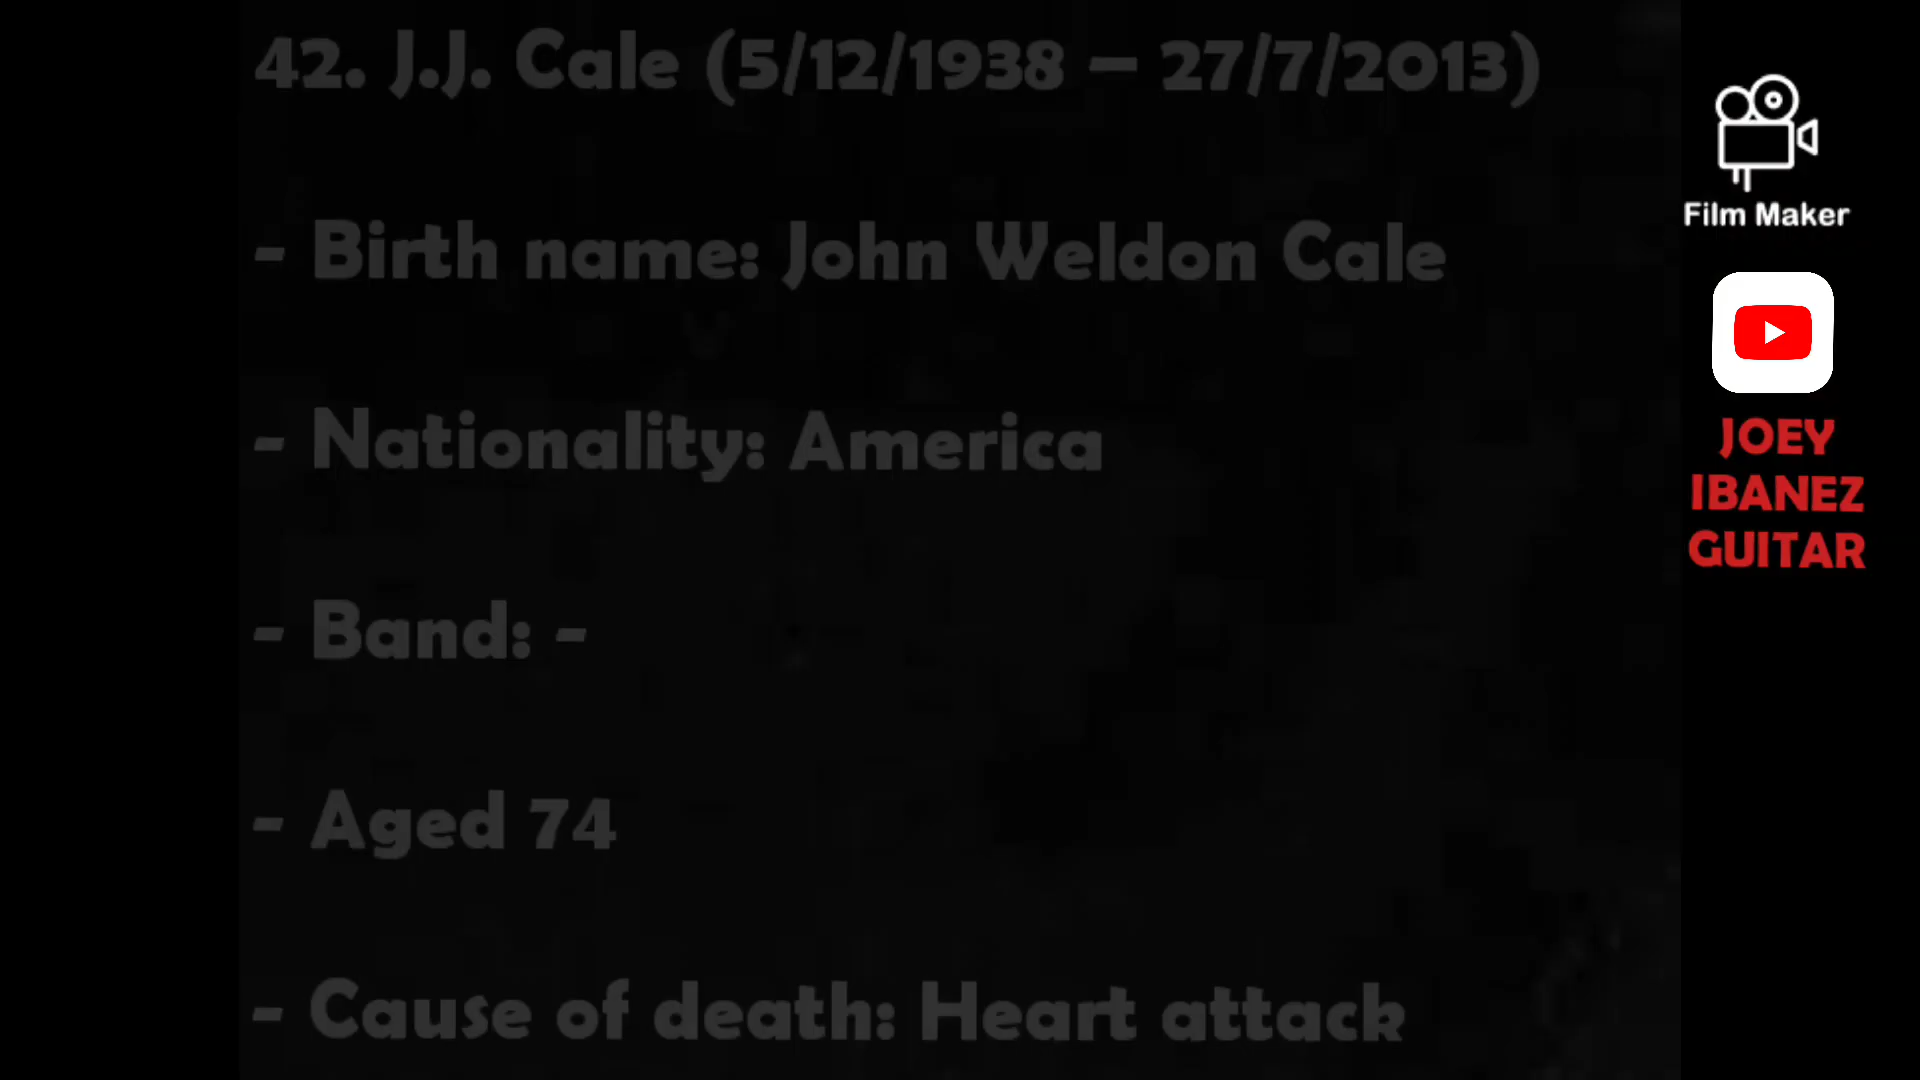 42. J.J. Cale (5/12/1938 – 27/7/2013)
- Birth name: John Weldon Cale
- Nationality: America
- Band: -
- Aged 74
- Cause of death: Heart attack
Film Maker
JOEY
IBANEZ
GUITAR